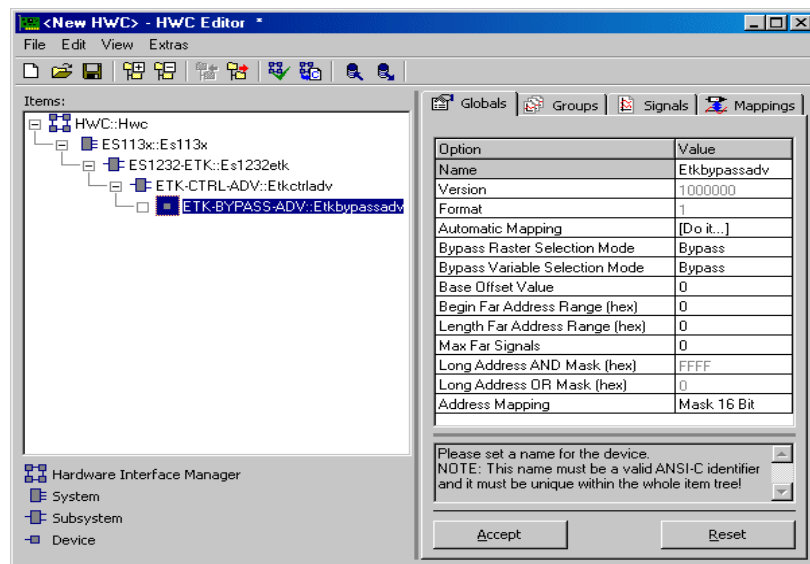 <New HWC> - HWC Editor *
File Edit View Extras
Items:
HWC::Hwc
ES113x::Es113x
ES1232-ETK::Es1232etk
ETK-CTRL-ADV::Etkctrladv
ETK-BYPASS-ADV::Etkbypassadv
Hardware Interface Manager
System
Subsystem
Device
Globals Groups Signals Mappings
Option Value
Name Etkbypassadv
Version 1000000
Format 1
Automatic Mapping [Do it...]
Bypass Raster Selection Mode Bypass
Bypass Variable Selection Mode Bypass
Base Offset Value 0
Begin Far Address Range (hex) 0
Length Far Address Range (hex) 0
Max Far Signals 0
Long Address AND Mask (hex) FFFF
Long Address OR Mask (hex) 0
Address Mapping Mask 16 Bit
Please set a name for the device.
NOTE: This name must be a valid ANSI-C identifier
and it must be unique within the whole item tree!
Accept Reset